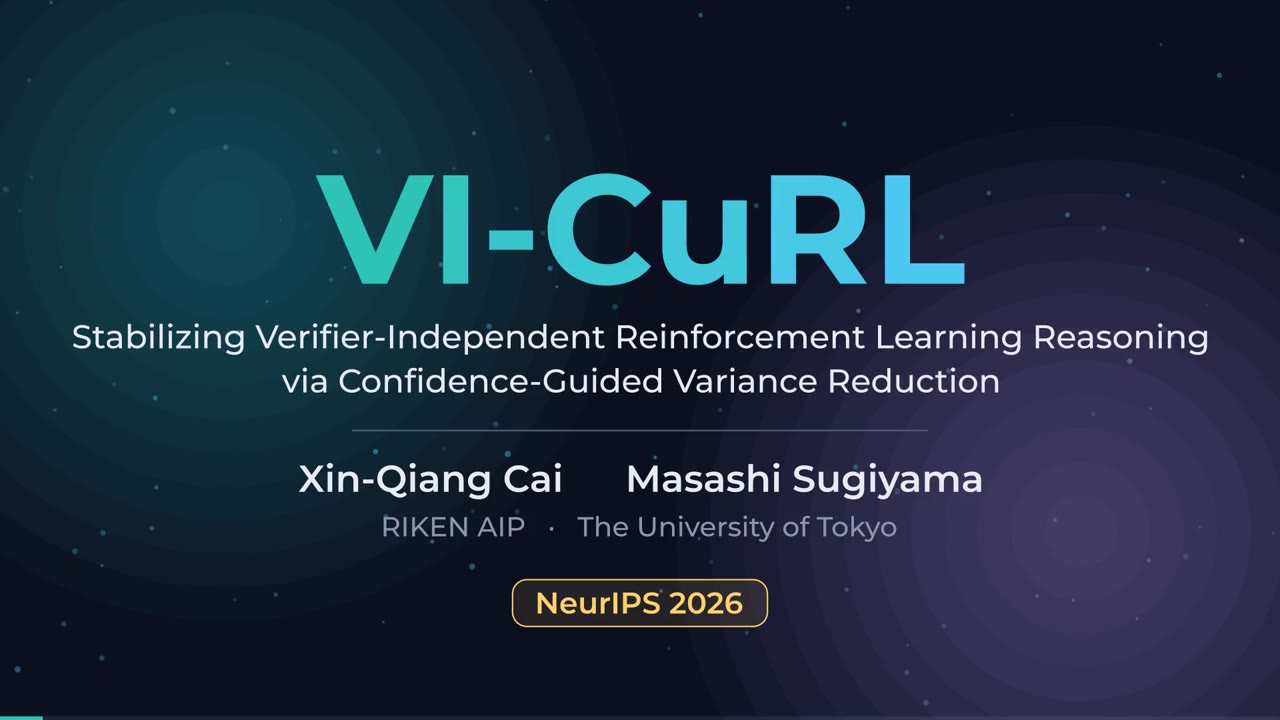 VI-CuRL
Stabilizing Verifier-Independent Reinforcement Learning Reasoning
via Confidence-Guided Variance Reduction
Xin-Qiang Cai Masashi Sugiyama
RIKEN AIP · The University of Tokyo
NeurIPS 2026